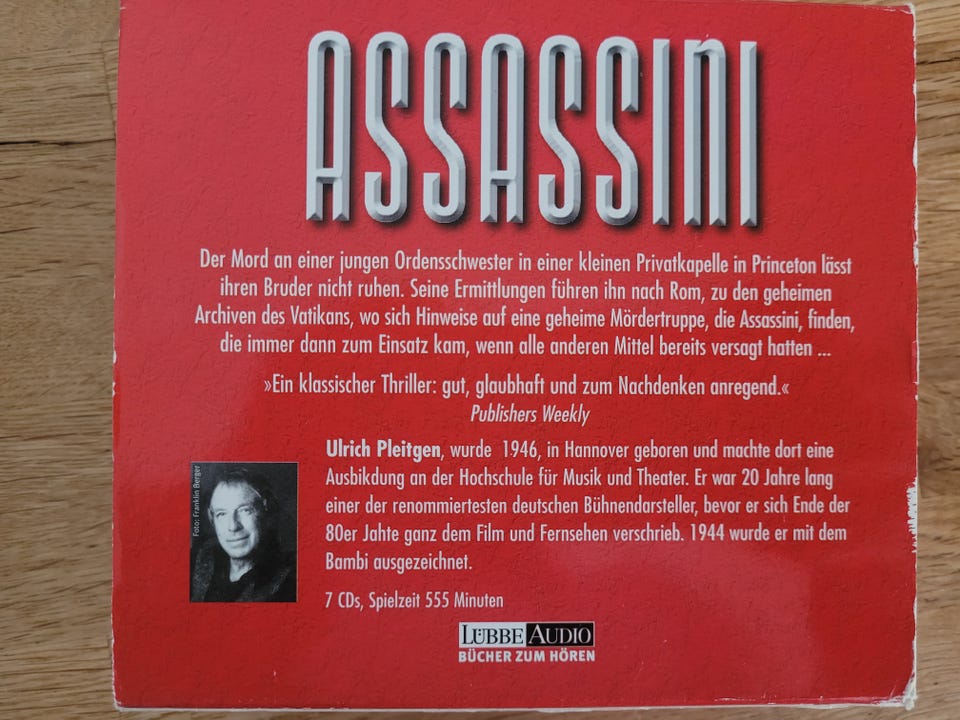 ASSASSINI
Der Mord an einer jungen Ordensschwester in einer kleinen Privatkapelle in Princeton lässt
ihren Bruder nicht ruhen. Seine Ermittlungen führen ihn nach Rom, zu den geheimen
Archiven des Vatikans, wo sich Hinweise auf eine geheime Mördertruppe, die Assassini, finden,
die immer dann zum Einsatz kam, wenn alle anderen Mittel bereits versagt hatten ...
»Ein klassischer Thriller: gut, glaubhaft und zum Nachdenken anregend.«
Publishers Weekly
Ulrich Pleitgen, wurde 1946, in Hannover geboren und machte dort eine
Ausbikdung an der Hochschule für Musik und Theater. Er war 20 Jahre lang
einer der renommiertesten deutschen Bühnendarsteller, bevor er sich Ende der
80er Jahte ganz dem Film und Fernsehen verschrieb. 1944 wurde er mit dem
Bambi ausgezeichnet.
Foto: Franklin Berger
7 CDs, Spielzeit 555 Minuten
LÜBBE AUDIO
BÜCHER ZUM HÖREN